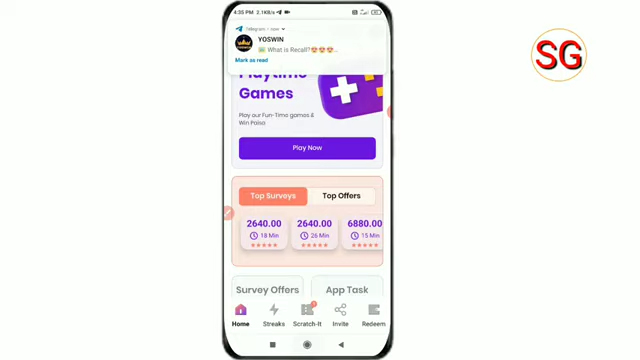 4:35 PM 2.1KB/s
Telegram • now
YOSWIN
What is Recall?😍😍😍...
Mark as read
Playtime
Games
Play our Fun-Time games &
Win Paisa
Play Now
Top Surveys
Top Offers
2640.00
18 Min
2640.00
26 Min
6880.00
15 Min
Survey Offers
App Task
Home
Streaks
Scratch-It
Invite
Redeem
SG